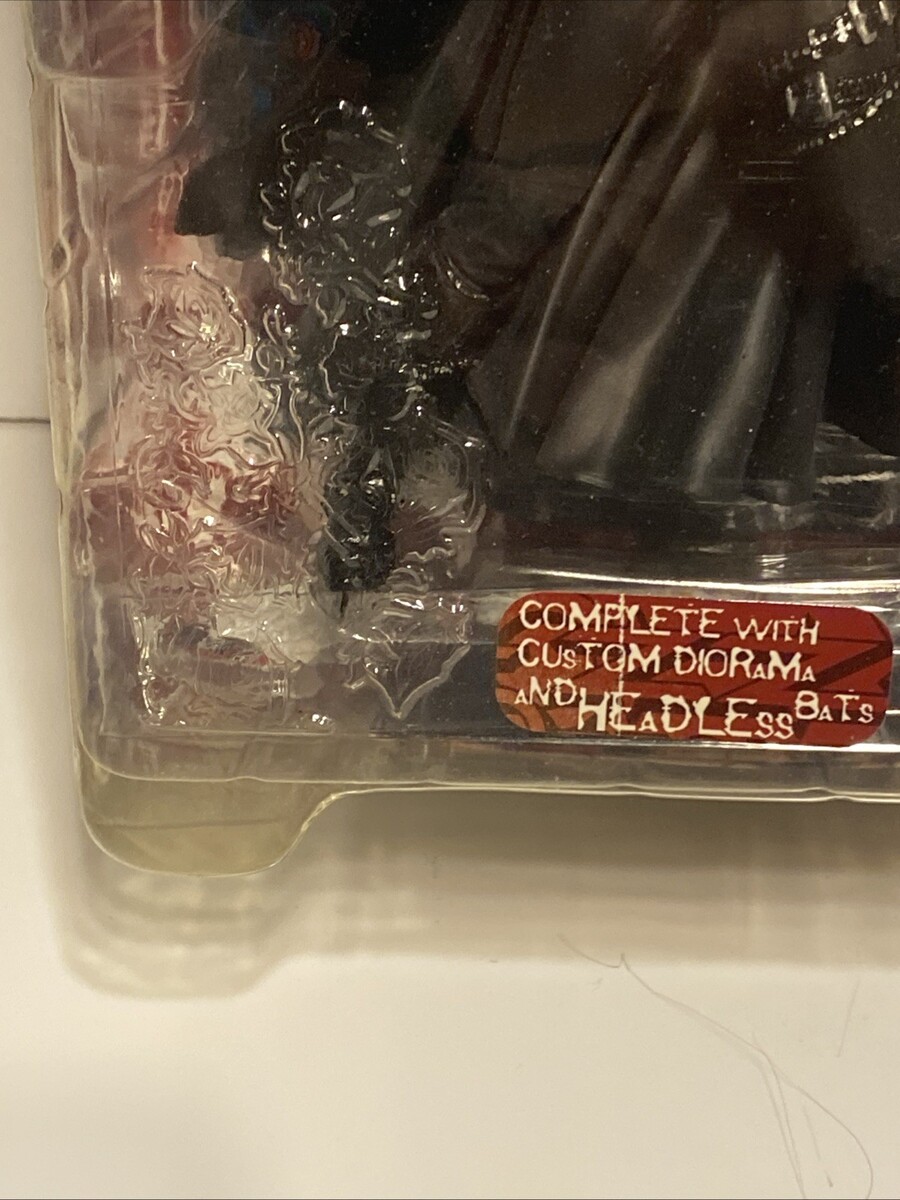 COMPLETE WITH
CUsTOM DIORaMa
aND HEaDLEss BaTs